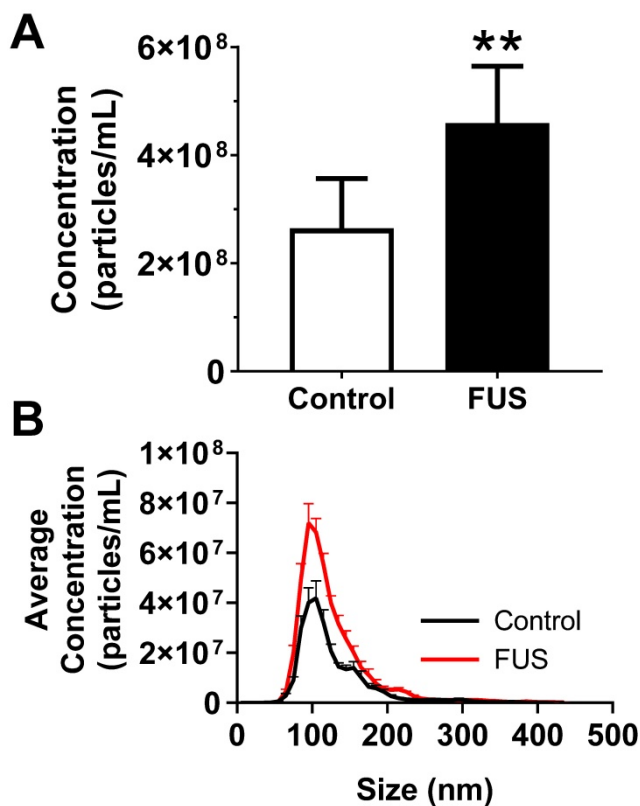 A
Concentration
(particles/mL)
6×10⁸
4×10⁸
2×10⁸
0
**
Control
FUS
B
Average
Concentration
(particles/mL)
1×10⁸
8×10⁷
6×10⁷
4×10⁷
2×10⁷
0
Control
FUS
0 100 200 300 400 500
Size (nm)